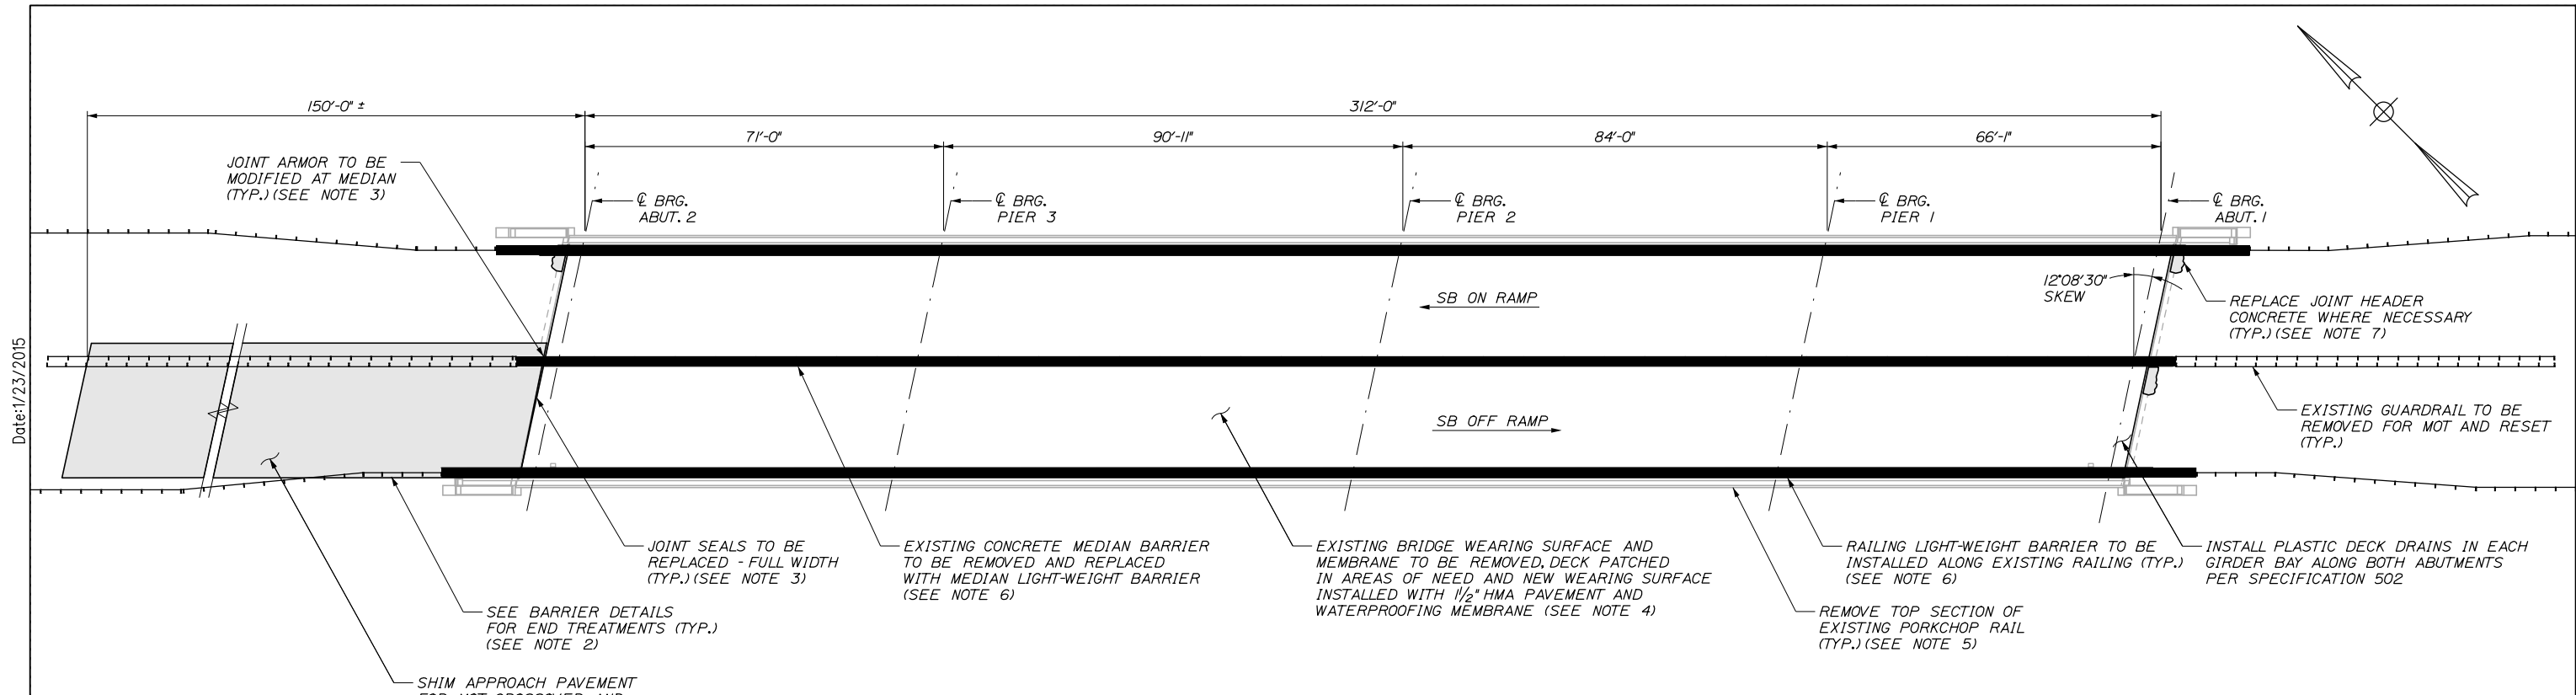 150'-0" ±
312'-0"
71'-0"
90'-11"
84'-0"
66'-1"
JOINT ARMOR TO BE
MODIFIED AT MEDIAN
(TYP.) (SEE NOTE 3)
℄ BRG.
ABUT. 2
℄ BRG.
PIER 3
℄ BRG.
PIER 2
℄ BRG.
PIER 1
℄ BRG.
ABUT. 1
12°08'30"
SKEW
SB ON RAMP
REPLACE JOINT HEADER
CONCRETE WHERE NECESSARY
(TYP.) (SEE NOTE 7)
Date:1/23/2015
SB OFF RAMP
EXISTING GUARDRAIL TO BE
REMOVED FOR MOT AND RESET
(TYP.)
JOINT SEALS TO BE
REPLACED - FULL WIDTH
(TYP.) (SEE NOTE 3)
EXISTING CONCRETE MEDIAN BARRIER
TO BE REMOVED AND REPLACED
WITH MEDIAN LIGHT-WEIGHT BARRIER
(SEE NOTE 6)
EXISTING BRIDGE WEARING SURFACE AND
MEMBRANE TO BE REMOVED, DECK PATCHED
IN AREAS OF NEED AND NEW WEARING SURFACE
INSTALLED WITH 1½" HMA PAVEMENT AND
WATERPROOFING MEMBRANE (SEE NOTE 4)
RAILING LIGHT-WEIGHT BARRIER TO BE
INSTALLED ALONG EXISTING RAILING (TYP.)
(SEE NOTE 6)
INSTALL PLASTIC DECK DRAINS IN EACH
GIRDER BAY ALONG BOTH ABUTMENTS
PER SPECIFICATION 502
SEE BARRIER DETAILS
FOR END TREATMENTS (TYP.)
(SEE NOTE 2)
REMOVE TOP SECTION OF
EXISTING PORKCHOP RAIL
(TYP.) (SEE NOTE 5)
SHIM APPROACH PAVEMENT